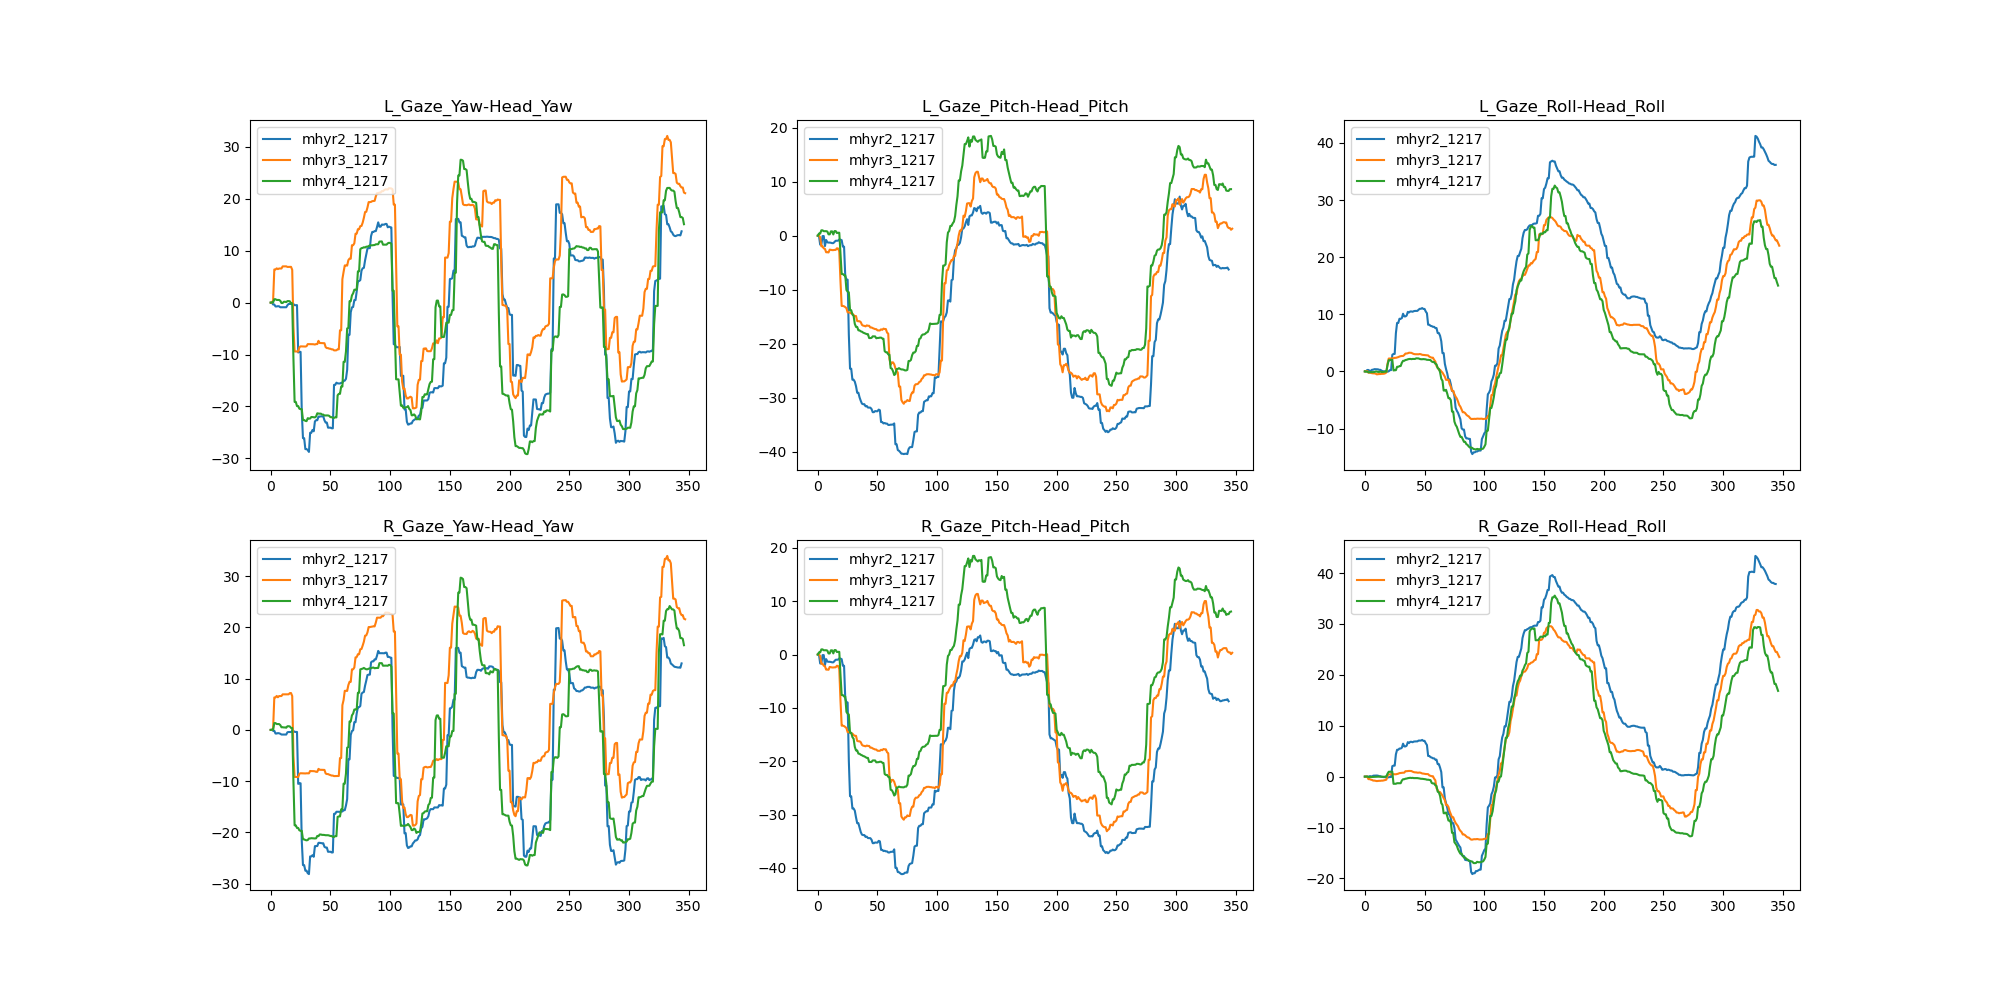 L_Gaze_Yaw-Head_Yaw
mhyr2_1217
mhyr3_1217
mhyr4_1217
30
20
10
0
−10
−20
−30
0 50 100 150 200 250 300 350
L_Gaze_Pitch-Head_Pitch
mhyr2_1217
mhyr3_1217
mhyr4_1217
20
10
0
−10
−20
−30
−40
0 50 100 150 200 250 300 350
L_Gaze_Roll-Head_Roll
mhyr2_1217
mhyr3_1217
mhyr4_1217
40
30
20
10
0
−10
0 50 100 150 200 250 300 350
R_Gaze_Yaw-Head_Yaw
mhyr2_1217
mhyr3_1217
mhyr4_1217
30
20
10
0
−10
−20
−30
0 50 100 150 200 250 300 350
R_Gaze_Pitch-Head_Pitch
mhyr2_1217
mhyr3_1217
mhyr4_1217
20
10
0
−10
−20
−30
−40
0 50 100 150 200 250 300 350
R_Gaze_Roll-Head_Roll
mhyr2_1217
mhyr3_1217
mhyr4_1217
40
30
20
10
0
−10
−20
0 50 100 150 200 250 300 350